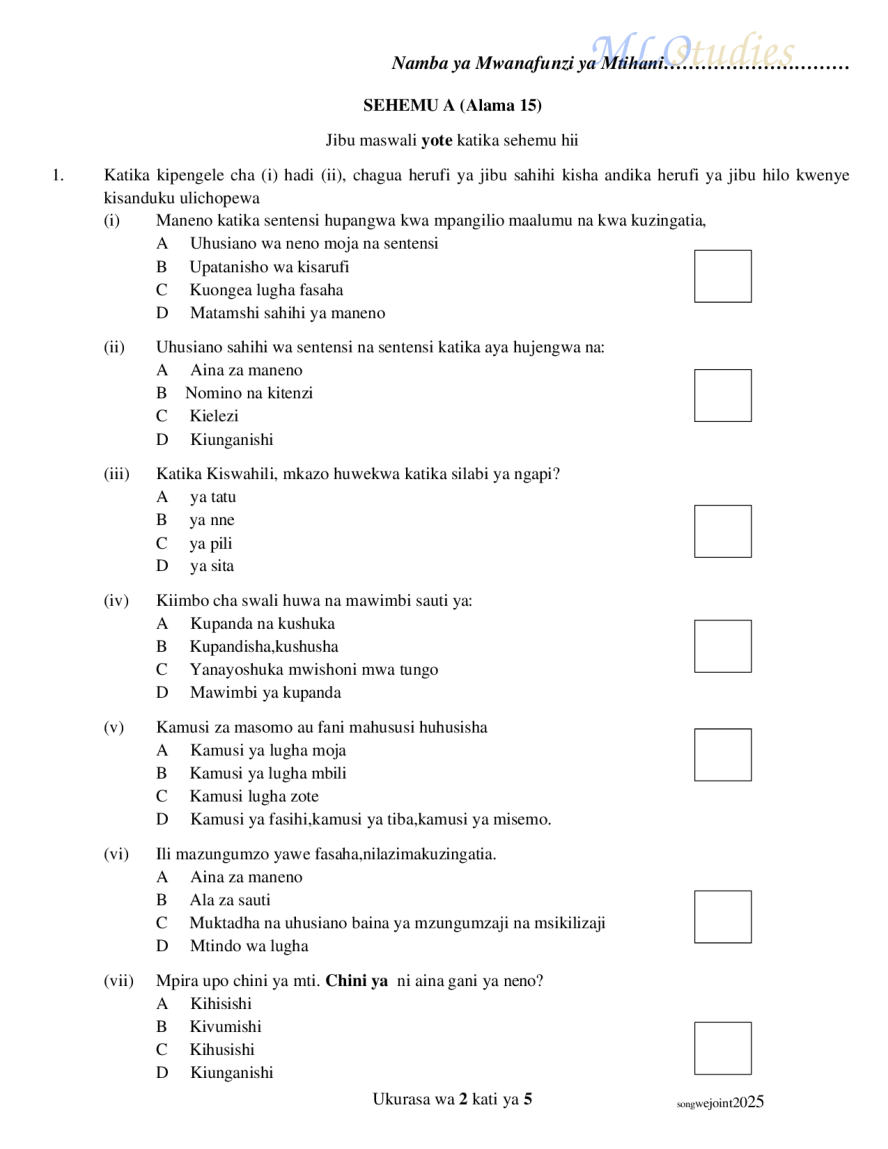 ML Studies
Namba ya Mwanafunzi ya Mtihani..............................
SEHEMU A (Alama 15)
Jibu maswali yote katika sehemu hii
1. Katika kipengele cha (i) hadi (ii), chagua herufi ya jibu sahihi kisha andika herufi ya jibu hilo kwenye
kisanduku ulichopewa
(i) Maneno katika sentensi hupangwa kwa mpangilio maalumu na kwa kuzingatia,
A Uhusiano wa neno moja na sentensi
B Upatanisho wa kisarufi
C Kuongea lugha fasaha
D Matamshi sahihi ya maneno
(ii) Uhusiano sahihi wa sentensi na sentensi katika aya hujengwa na:
A Aina za maneno
B Nomino na kitenzi
C Kielezi
D Kiunganishi
(iii) Katika Kiswahili, mkazo huwekwa katika silabi ya ngapi?
A ya tatu
B ya nne
C ya pili
D ya sita
(iv) Kiimbo cha swali huwa na mawimbi sauti ya:
A Kupanda na kushuka
B Kupandisha,kushusha
C Yanayoshuka mwishoni mwa tungo
D Mawimbi ya kupanda
(v) Kamusi za masomo au fani mahususi huhusisha
A Kamusi ya lugha moja
B Kamusi ya lugha mbili
C Kamusi lugha zote
D Kamusi ya fasihi,kamusi ya tiba,kamusi ya misemo.
(vi) Ili mazungumzo yawe fasaha,nilazimakuzingatia.
A Aina za maneno
B Ala za sauti
C Muktadha na uhusiano baina ya mzungumzaji na msikilizaji
D Mtindo wa lugha
(vii) Mpira upo chini ya mti. Chini ya ni aina gani ya neno?
A Kihisishi
B Kivumishi
C Kihusishi
D Kiunganishi
Ukurasa wa 2 kati ya 5
songwejoint2025